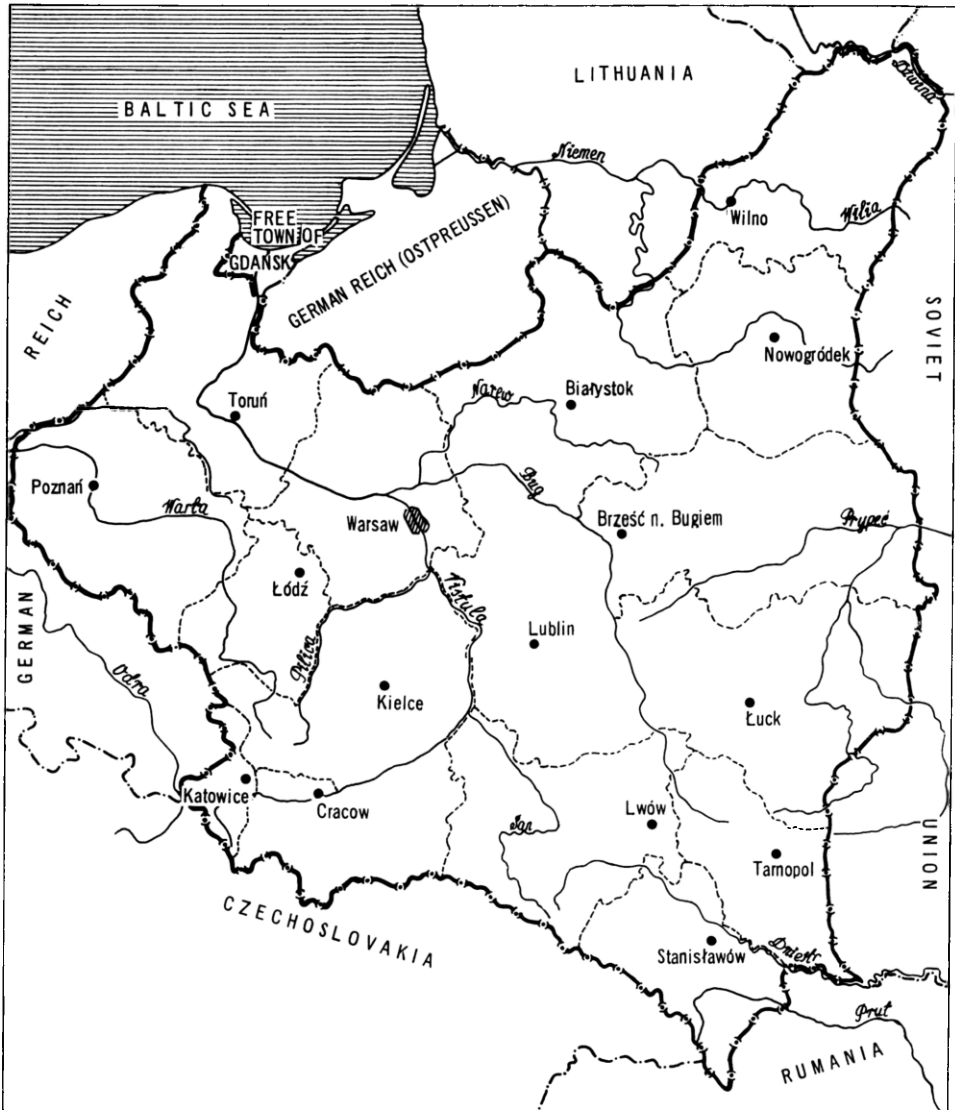 LITHUANIA
BALTIC SEA
Dźwina
Niemen
Wilno
Wilia
FREE
TOWN OF
GDAŃSK
GERMAN REICH (OSTPREUSSEN)
REICH
SOVIET
Nowogródek
Toruń
Narew
Białystok
Poznań
Warta
Warsaw
Bug
Brześć n. Bugiem
Prypeć
Łódź
GERMAN
Odra
Pilica
Vistula
Lublin
Kielce
Łuck
Katowice
Cracow
San
Lwów
Tarnopol
UNION
CZECHOSLOVAKIA
Stanisławów
Dniestr
Prut
RUMANIA